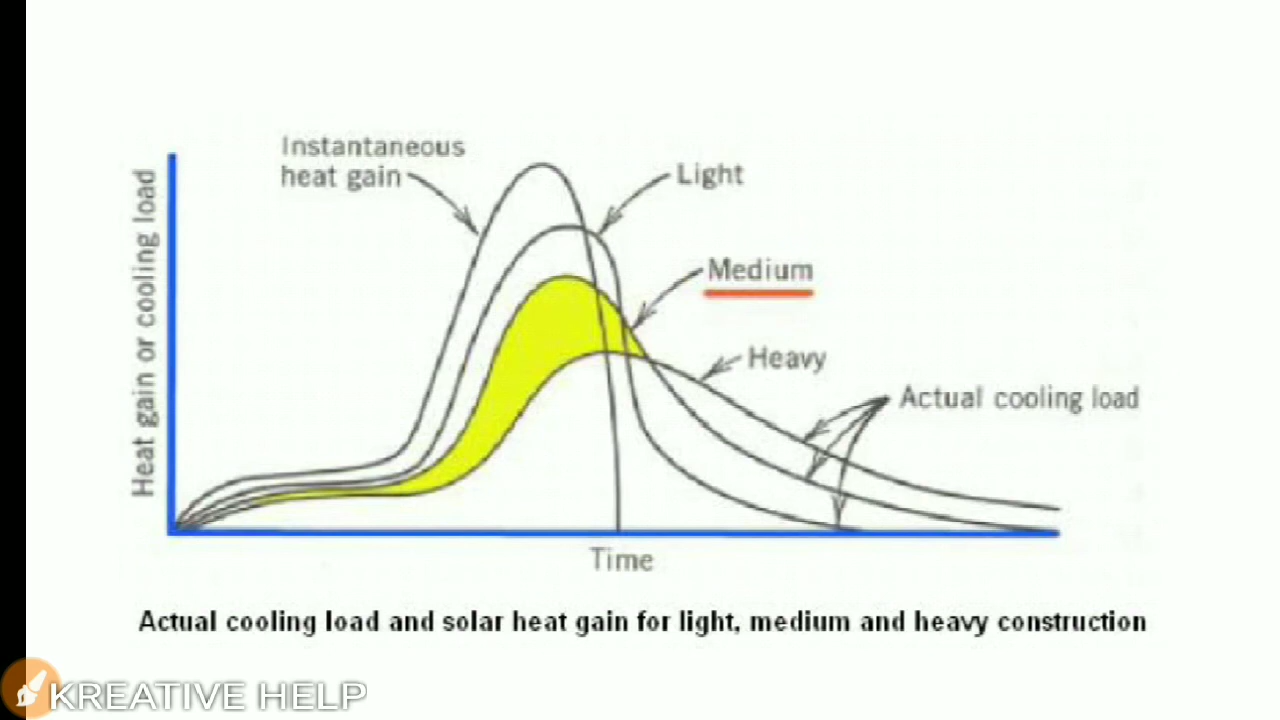 Instantaneous
heat gain
Light
Medium
Heavy
Actual cooling load
Heat gain or cooling load
Time
Actual cooling load and solar heat gain for light, medium and heavy construction
KREATIVE HELP